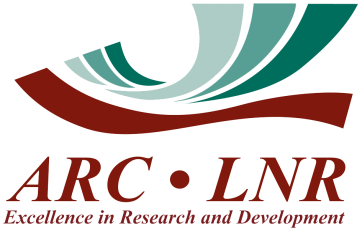 ARC • LNR
Excellence in Research and Development